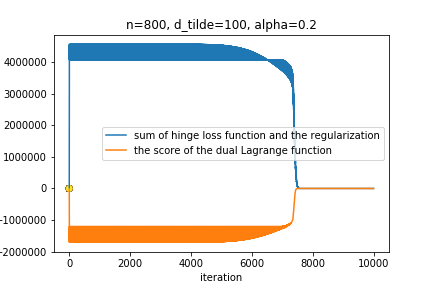 n=800, d_tilde=100, alpha=0.2
4000000
3000000
2000000
1000000
0
-1000000
-2000000
sum of hinge loss function and the regularization
the score of the dual Lagrange function
0 2000 4000 6000 8000 10000
iteration